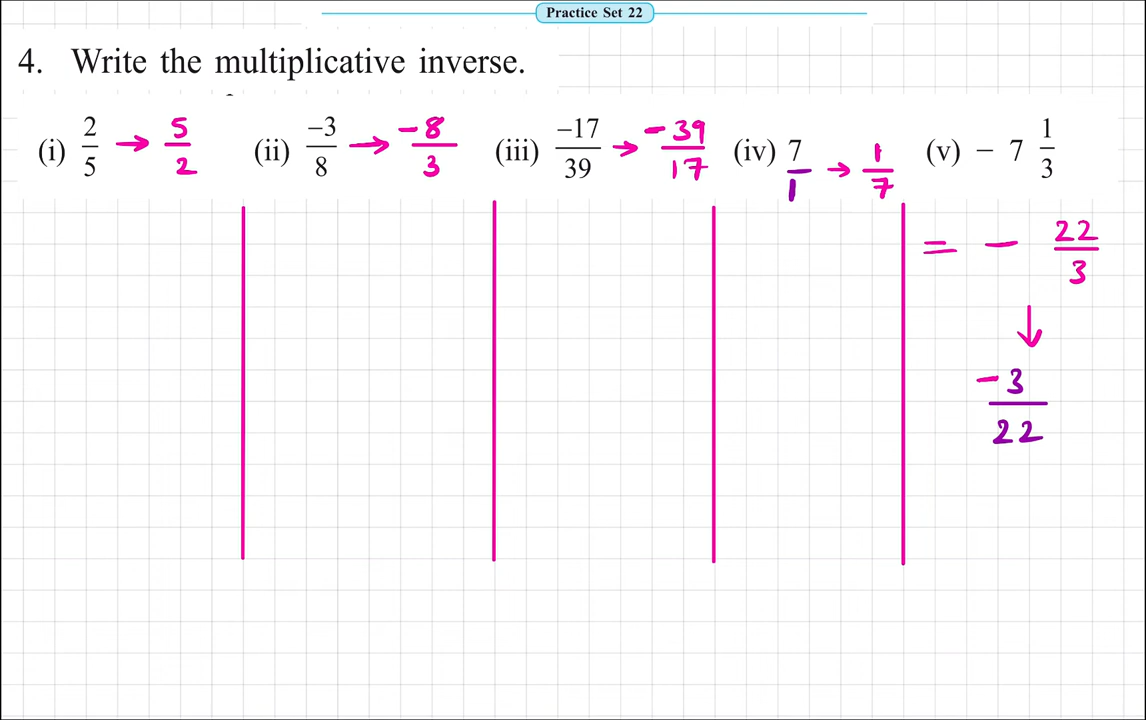 Practice Set 22
4. Write the multiplicative inverse.
(i) 2/5 → 5/2 (ii) -3/8 → -8/3 (iii) -17/39 → -39/17 (iv) 7/1 → 1/7 (v) - 7 1/3
= - 22/3
↓
-3/22